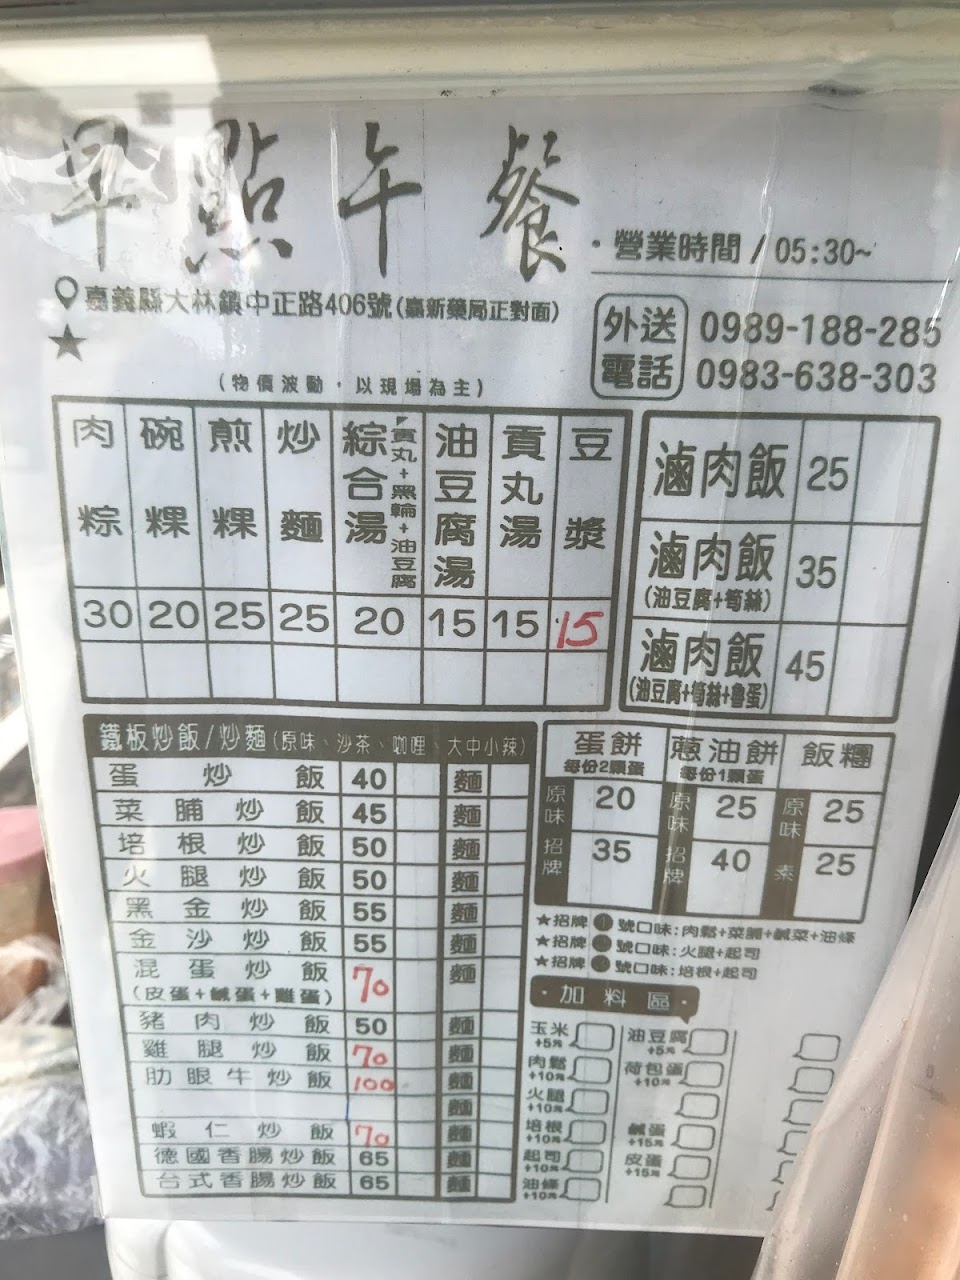 早點午餐
・營業時間 / 05:30~
嘉義縣大林鎮中正路406號(嘉新藥局正對面)
★
外送電話
0989-188-285
0983-638-303
(物價波動,以現場為主)
肉粽 30
碗粿 20
煎粿 25
炒麵 25
綜合湯 貢丸+黑輪+油豆腐 20
油豆腐湯 15
貢丸湯 15
豆漿 15
滷肉飯 25
滷肉飯 35
(油豆腐+筍絲)
滷肉飯 45
(油豆腐+筍絲+魯蛋)
鐵板炒飯/炒麵(原味、沙茶、咖哩、大中小辣)
蛋炒飯 40 麵
菜脯炒飯 45 麵
培根炒飯 50 麵
火腿炒飯 50 麵
黑金炒飯 55 麵
金沙炒飯 55 麵
混蛋炒飯 70 麵
(皮蛋+鹹蛋+雞蛋)
豬肉炒飯 50 麵
雞腿炒飯 70 麵
肋眼牛炒飯 100 麵
麵
蝦仁炒飯 70 麵
德國香腸炒飯 65 麵
台式香腸炒飯 65 麵
蛋餅 蔥油餅 飯糰
每份2顆蛋 每份1顆蛋
原味 20 原味 25 原味 25
招牌 35 招牌 40 素 25
★招牌 號口味:肉鬆+菜脯+鹹菜+油條
★招牌 號口味:火腿+起司
★招牌 號口味:培根+起司
・加料區・
玉米 +5元
肉鬆 +10元
火腿 +10元
培根 +10元
起司 +10元
油條 +10元
油豆腐 +5元
荷包蛋 +10元
鹹蛋 +15元
皮蛋 +15元